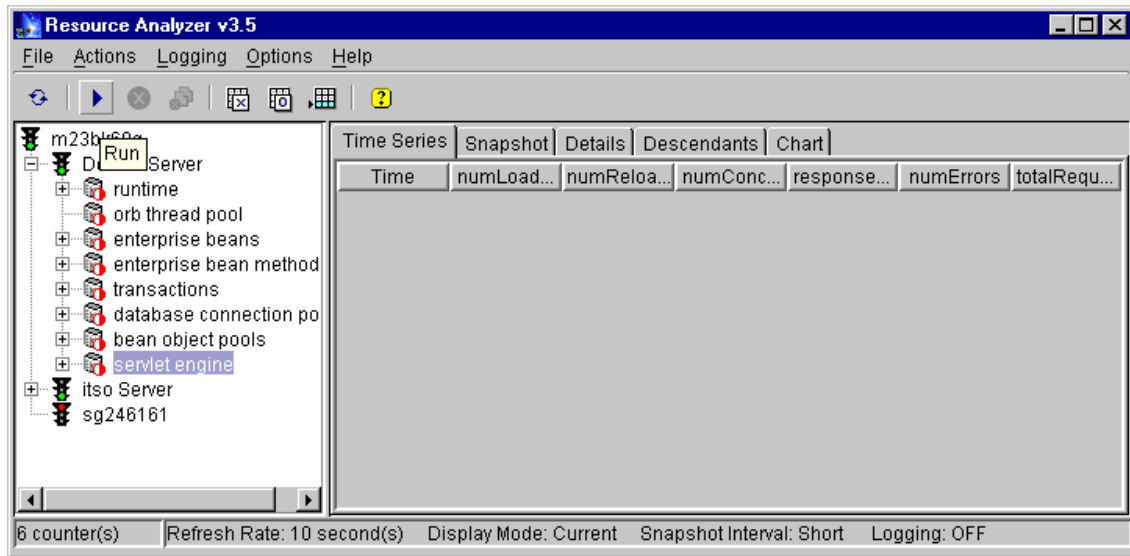 Resource Analyzer v3.5
File Actions Logging Options Help
Time Series Snapshot Details Descendants Chart
Time numLoad... numReloa... numConc... response... numErrors totalRequ...
Run
Server
runtime
orb thread pool
enterprise beans
enterprise bean method
transactions
database connection po
bean object pools
servlet engine
itso Server
sg246161
6 counter(s) Refresh Rate: 10 second(s) Display Mode: Current Snapshot Interval: Short Logging: OFF